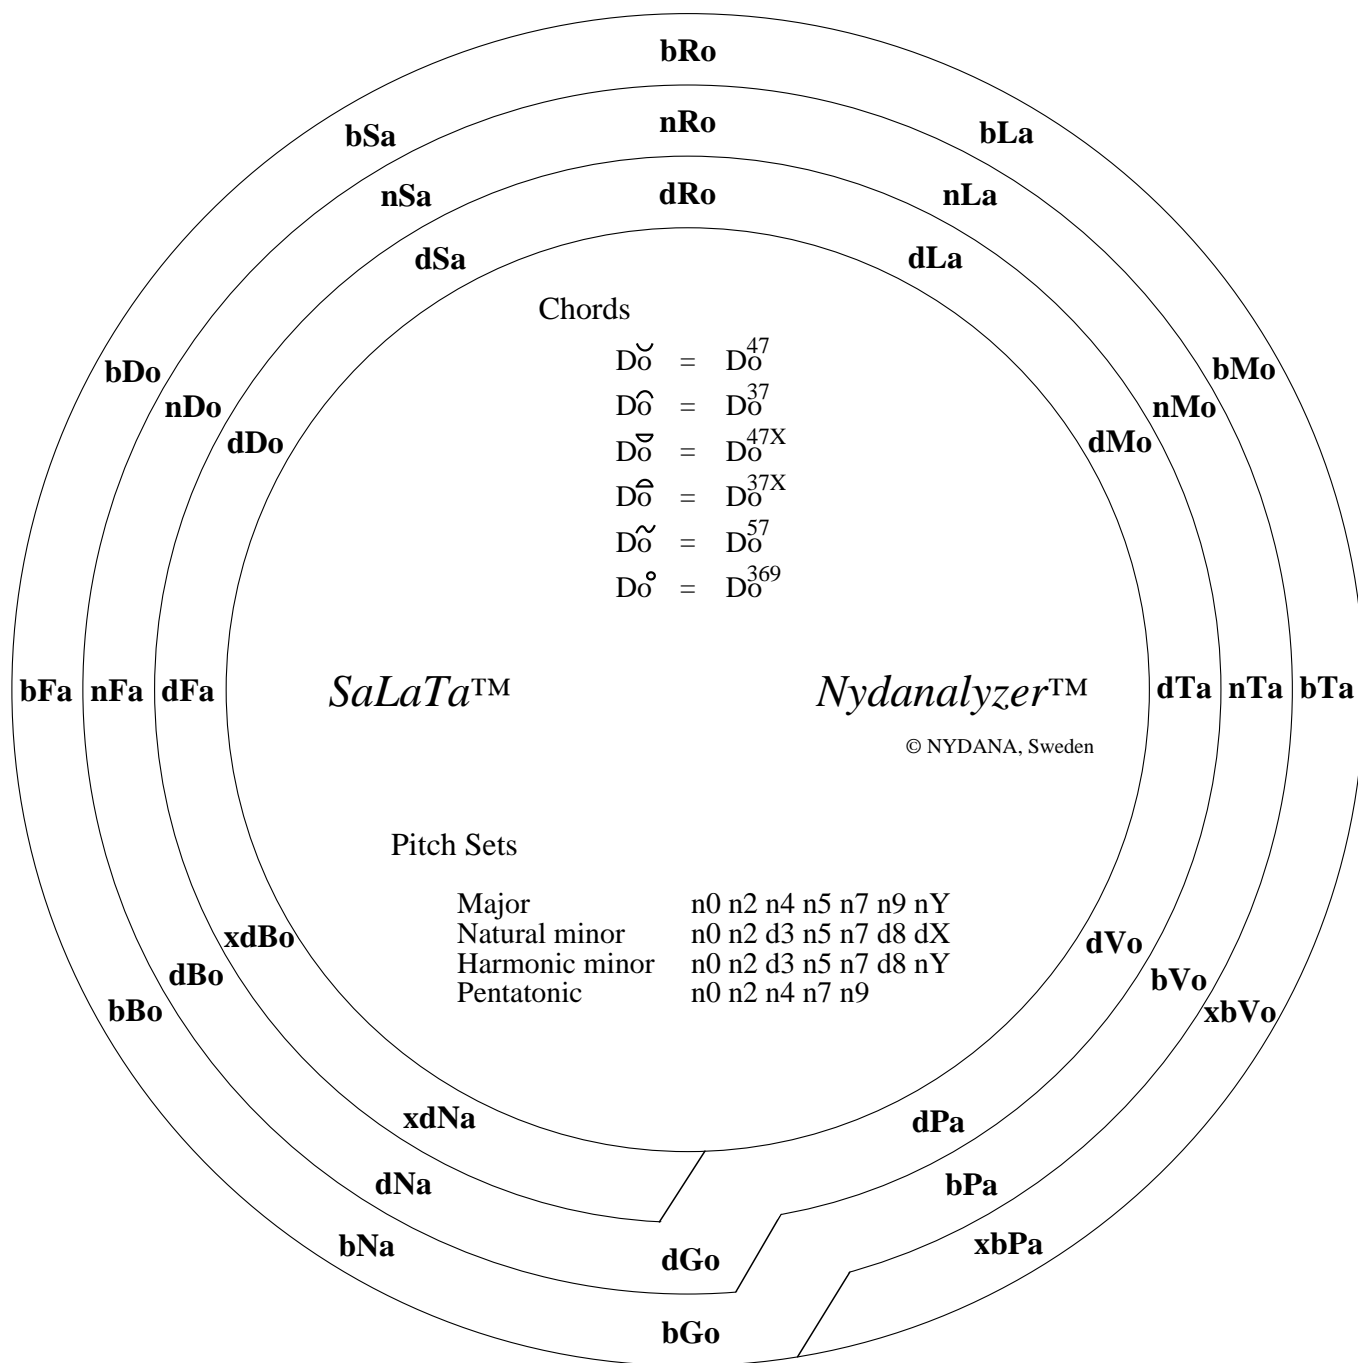 bRo
bSa bLa
nRo
nSa dRo nLa
dSa dLa
Chords
Do̮ = Do47
bDo bMo
Dȏ = Do37
nDo nMo
dDo dMo
Do = Do47X
Do = Do37X
Do~ = Do57
Do° = Do369
bFa nFa dFa SaLaTa™ Nydanalyzer™ dTa nTa bTa
© NYDANA, Sweden
Pitch Sets
Major n0 n2 n4 n5 n7 n9 nY
Natural minor n0 n2 d3 n5 n7 d8 dX
Harmonic minor n0 n2 d3 n5 n7 d8 nY
Pentatonic n0 n2 n4 n7 n9
xdBo dVo
dBo bVo
bBo xbVo
xdNa dPa
dNa bPa
bNa xbPa
dGo
bGo